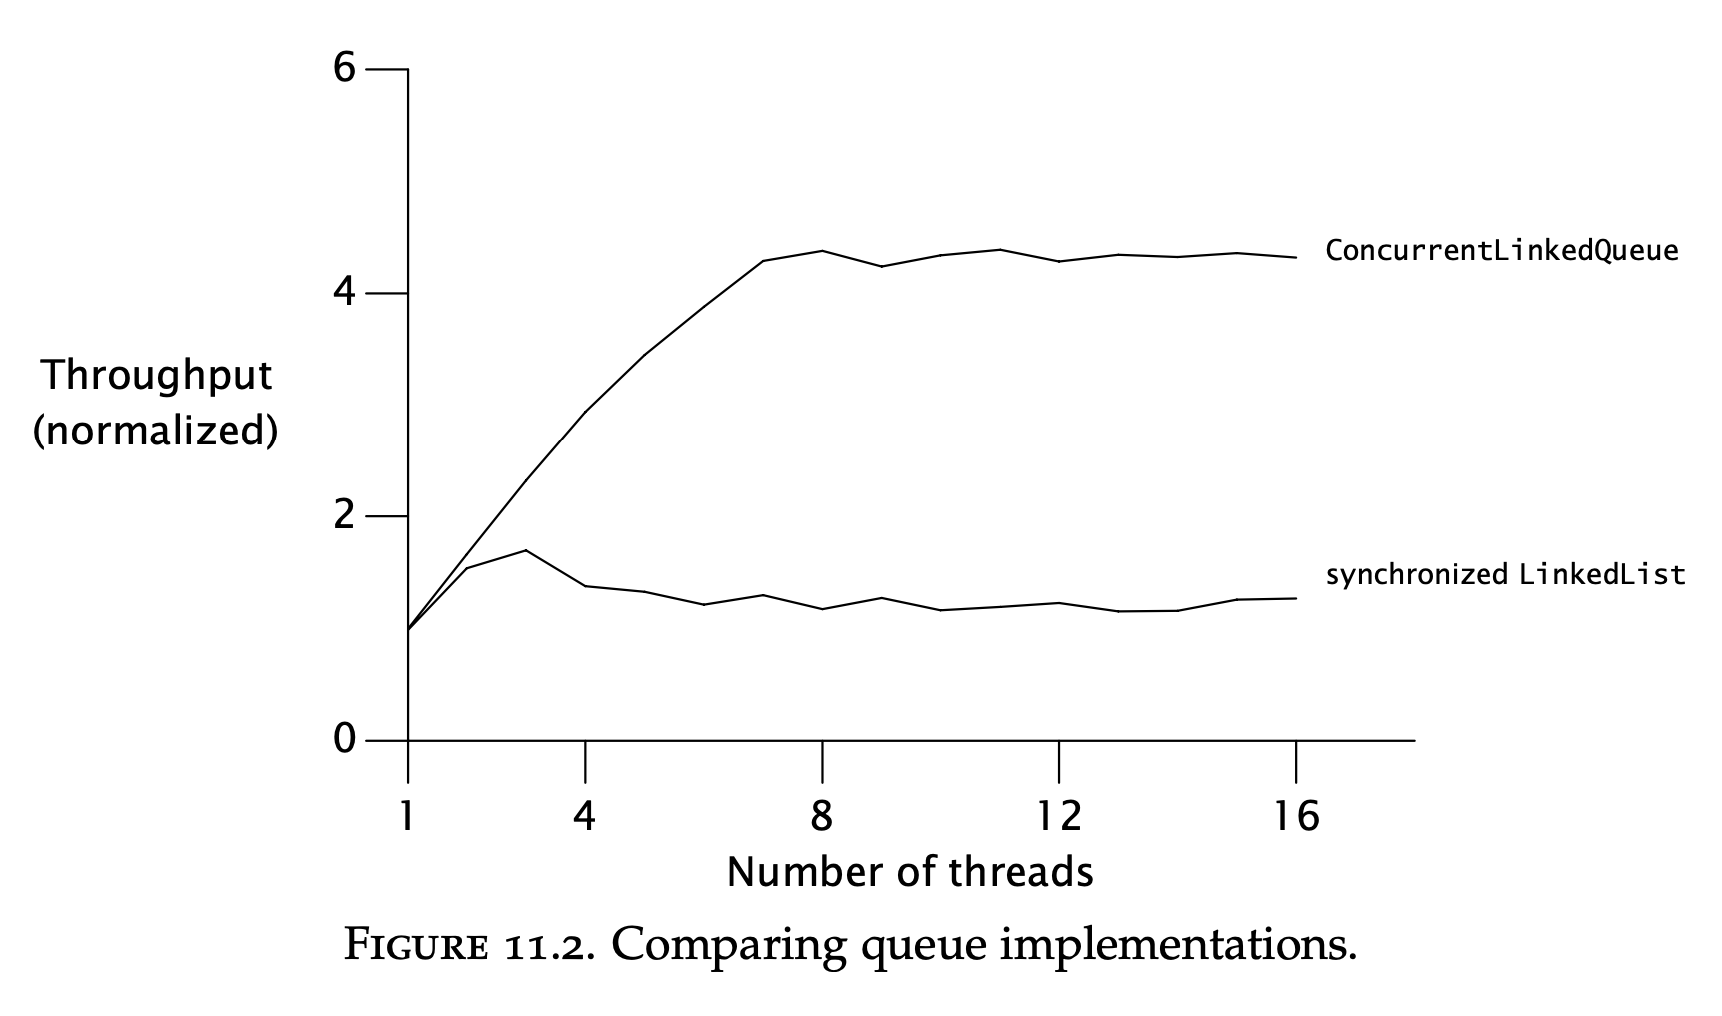 6
ConcurrentLinkedQueue
4
Throughput
(normalized)
2
synchronized LinkedList
0
1 4 8 12 16
Number of threads
FIGURE 11.2. Comparing queue implementations.